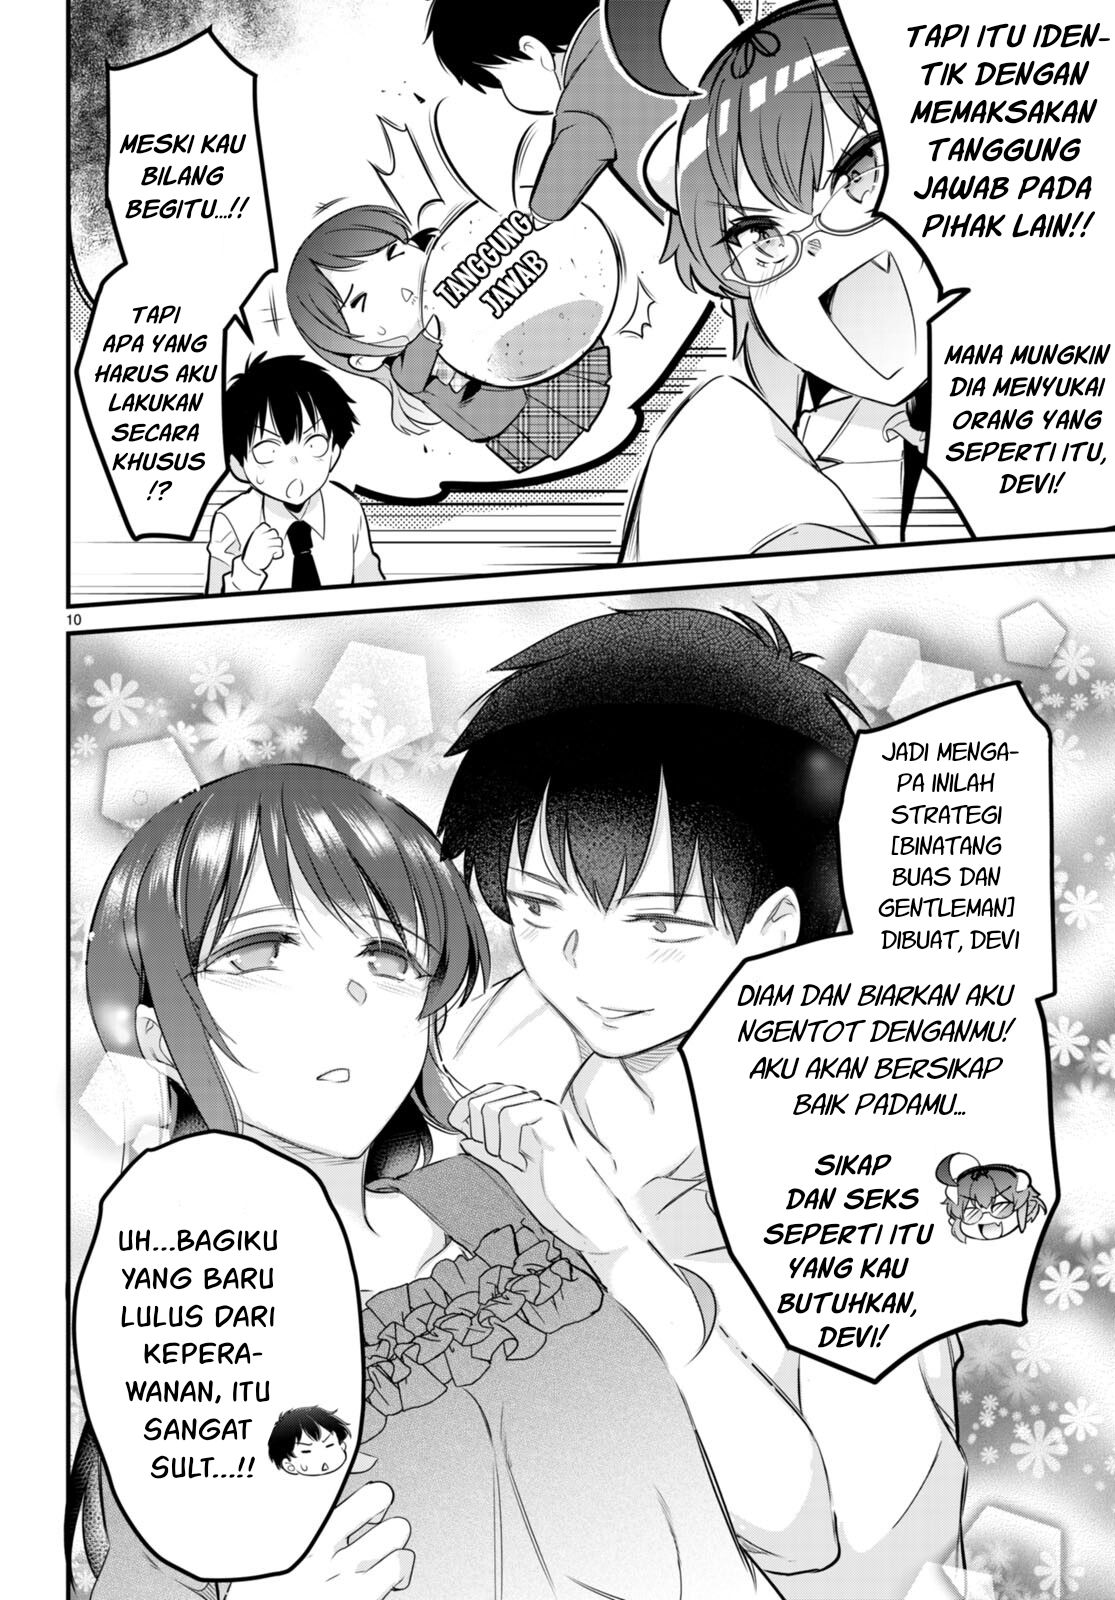 TAPI ITU IDEN-
TIK DENGAN
MEMAKSAKAN
TANGGUNG
JAWAB PADA
PIHAK LAIN!!
MANA MUNGKIN
DIA MENYUKAI
ORANG YANG
SEPERTI ITU,
DEVI!
TANGGUNG
JAWAB
MESKI KAU
BILANG
BEGITU...!!
TAPI
APA YANG
HARUS AKU
LAKUKAN
SECARA
KHUSUS
!?
10
JADI MENGA-
PA INILAH
STRATEGI
[BINATANG
BUAS DAN
GENTLEMAN]
DIBUAT, DEVI
DIAM DAN BIARKAN AKU
NGENTOT DENGANMU!
AKU AKAN BERSIKAP
BAIK PADAMU...
SIKAP
DAN SEKS
SEPERTI ITU
YANG KAU
BUTUHKAN,
DEVI!
UH...BAGIKU
YANG BARU
LULUS DARI
KEPERA-
WANAN, ITU
SANGAT
SULT...!!